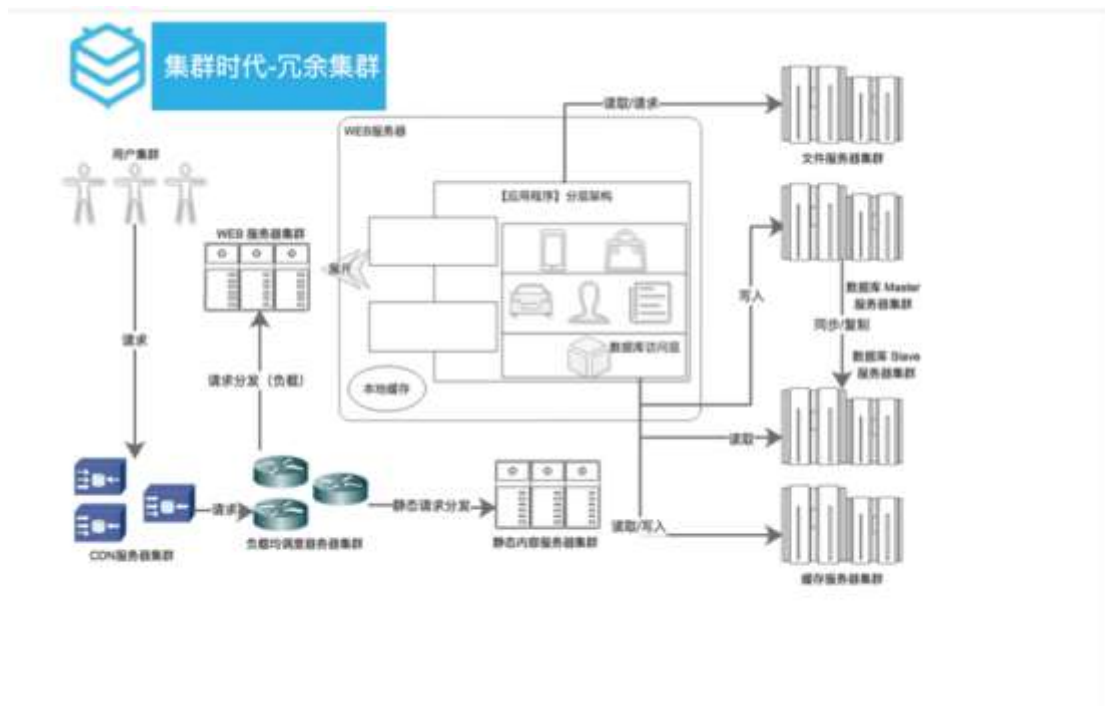 集群时代-冗余集群
读取/请求
WEB服务器
用户集群
文件服务器集群
【应用程序】分层架构
WEB 服务器集群
展开
写入
数据库 Master
服务器集群
同步/复制
请求
数据库访问层
数据库 Slave
服务器集群
请求分发（负载）
本地缓存
读取
请求
静态请求分发
读取/写入
负载均调度服务器集群
静态内容服务器集群
CDN服务器集群
缓存服务器集群